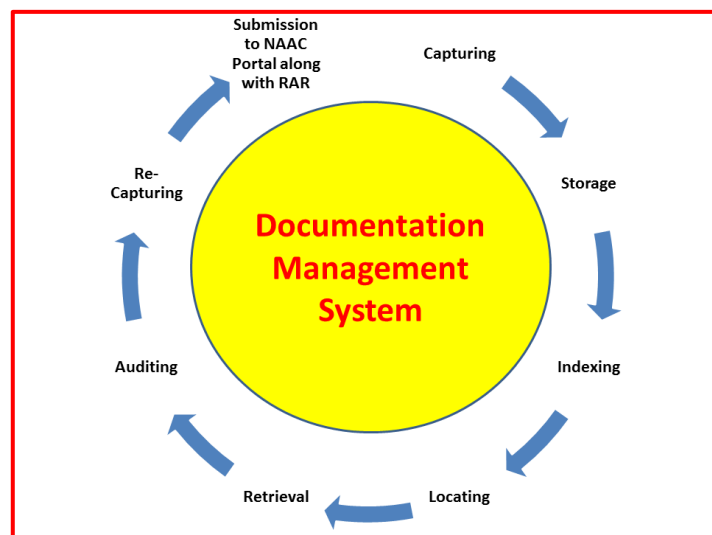 Submission
to NAAC
Portal along
with RAR
Capturing
Storage
Indexing
Locating
Retrieval
Auditing
Re-
Capturing
Documentation
Management
System